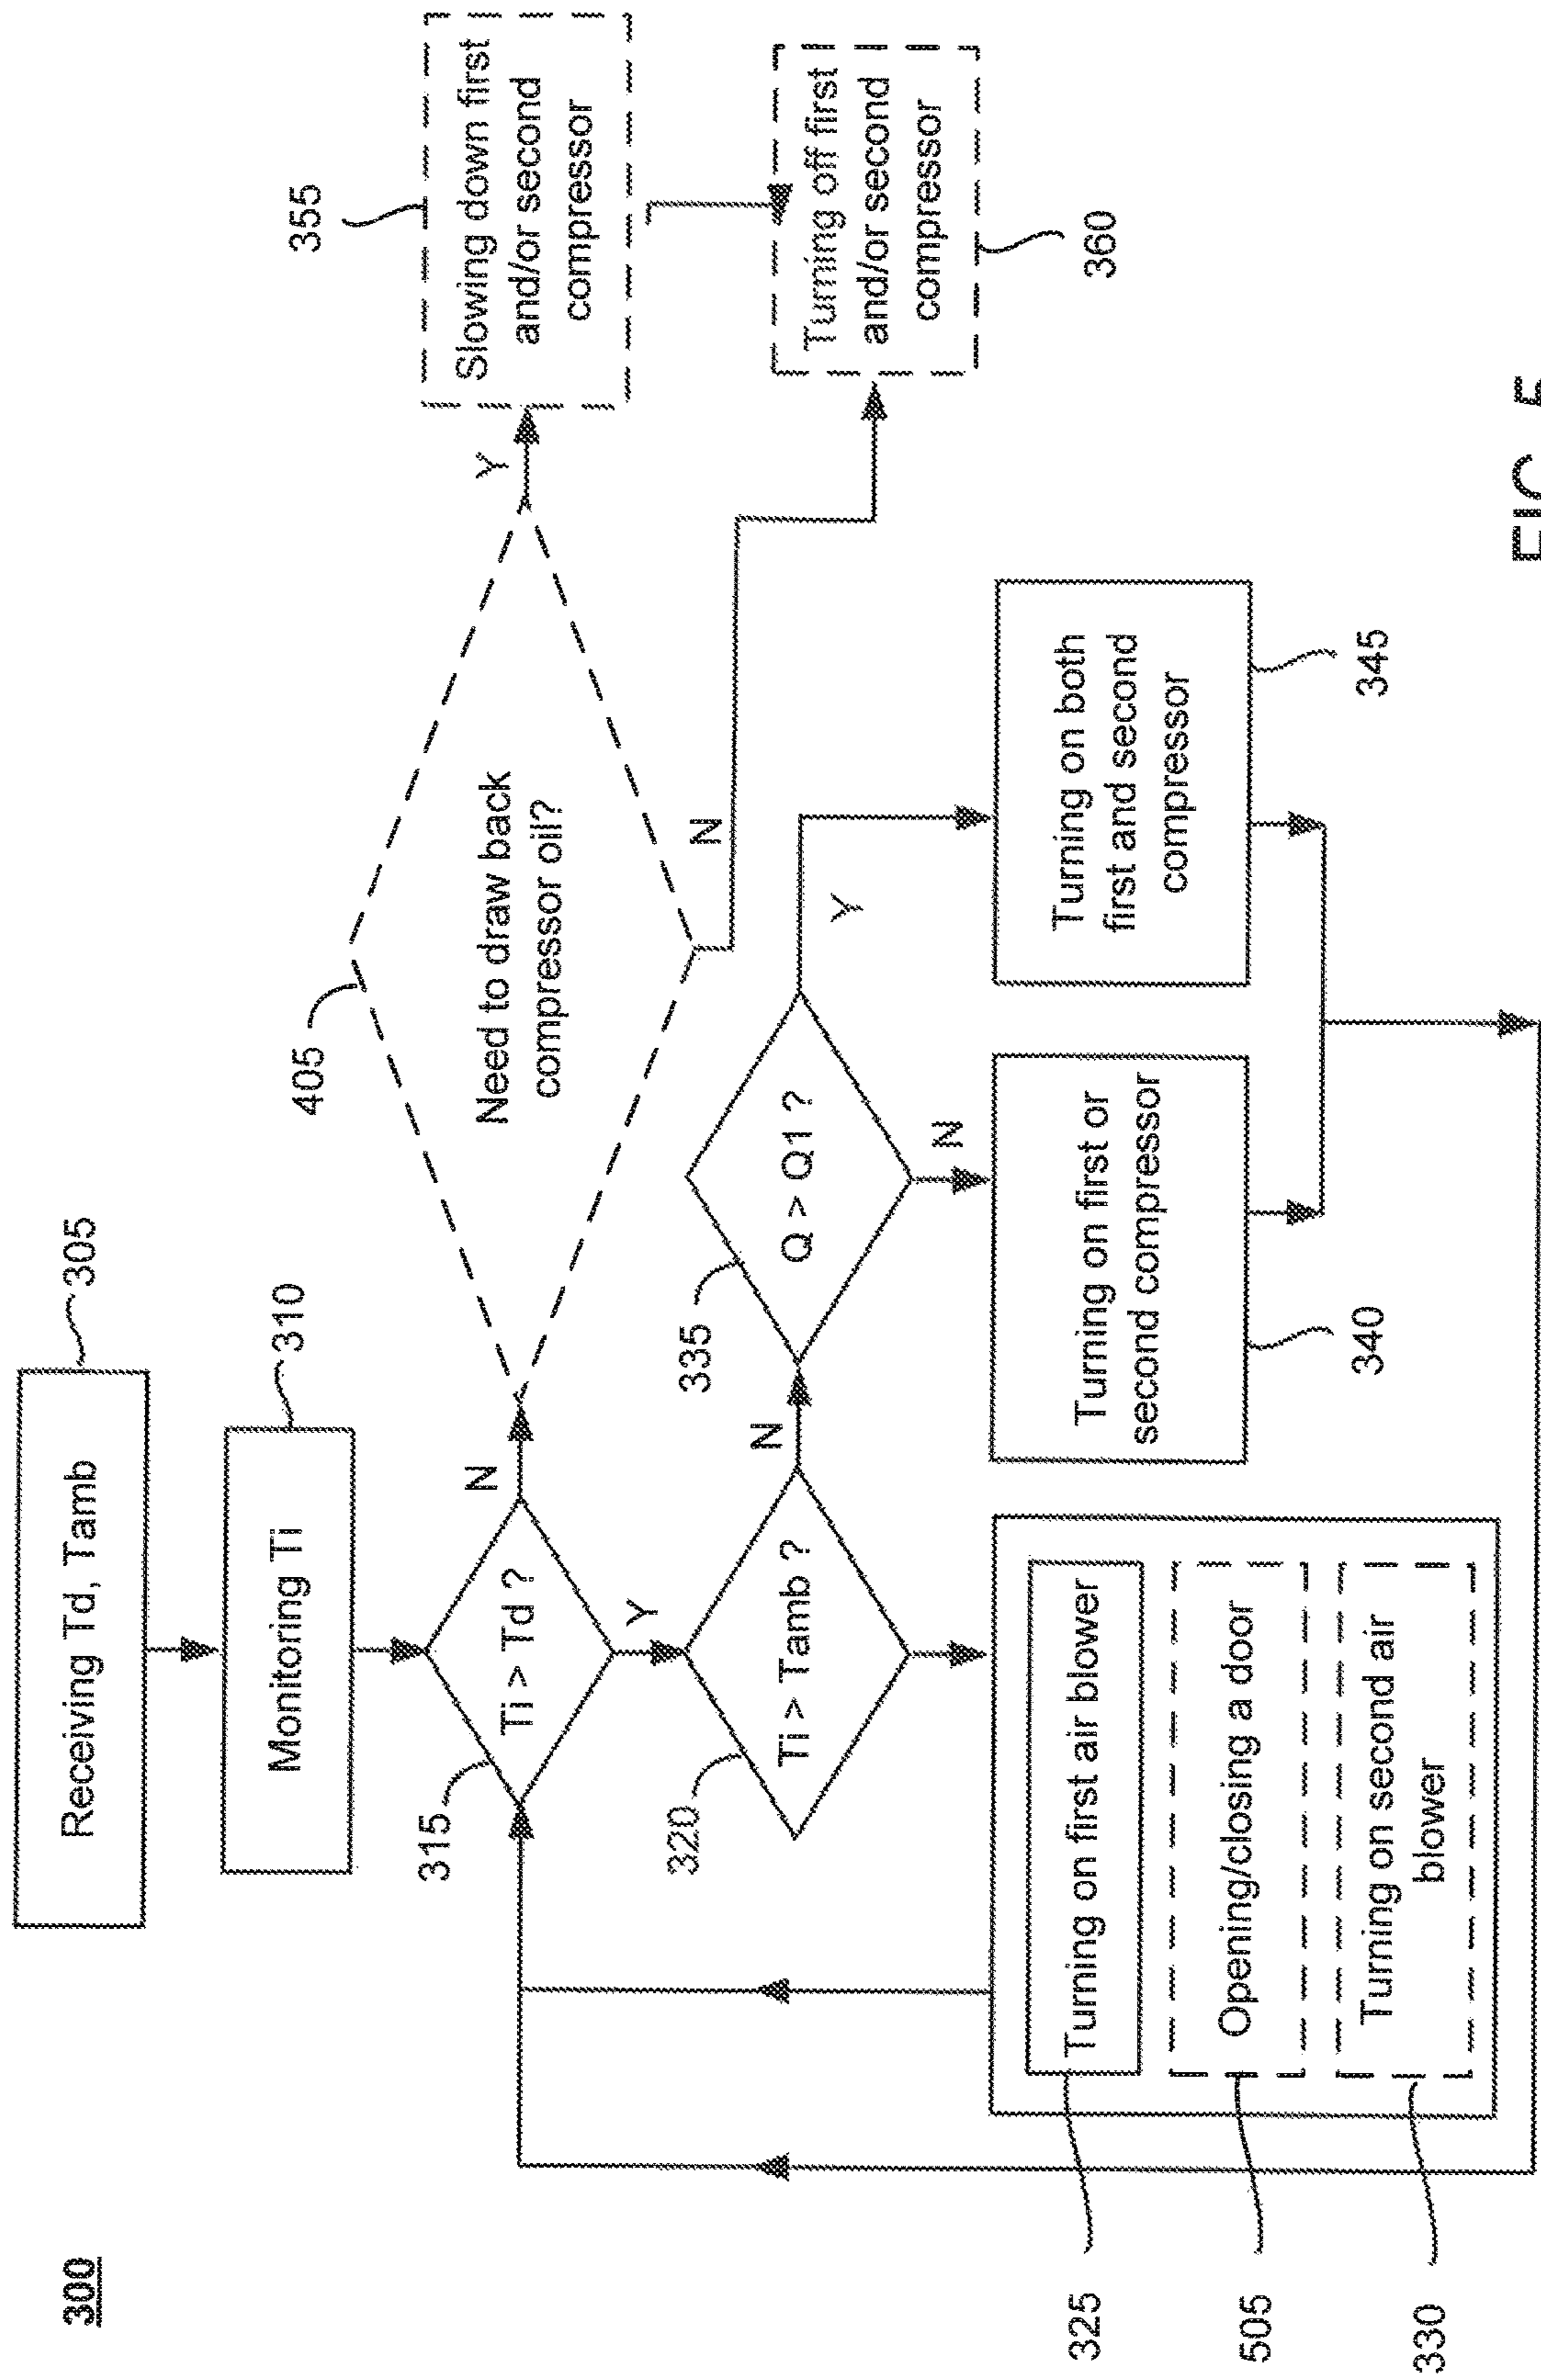 300
Receiving Td, Tamb
305
Monitoring Ti
310
315
Ti > Td ?
N
Y
405
Need to draw back
compressor oil?
Y
N
355
Slowing down first
and/or second
compressor
Turning off first
and/or second
compressor
360
320
Ti > Tamb ?
N
335
Q > Q1 ?
Y
N
325
Turning on first air blower
505
Opening/closing a door
330
Turning on second air
blower
Turning on first or
second compressor
340
Turning on both
first and second
compressor
345
FIG. 5